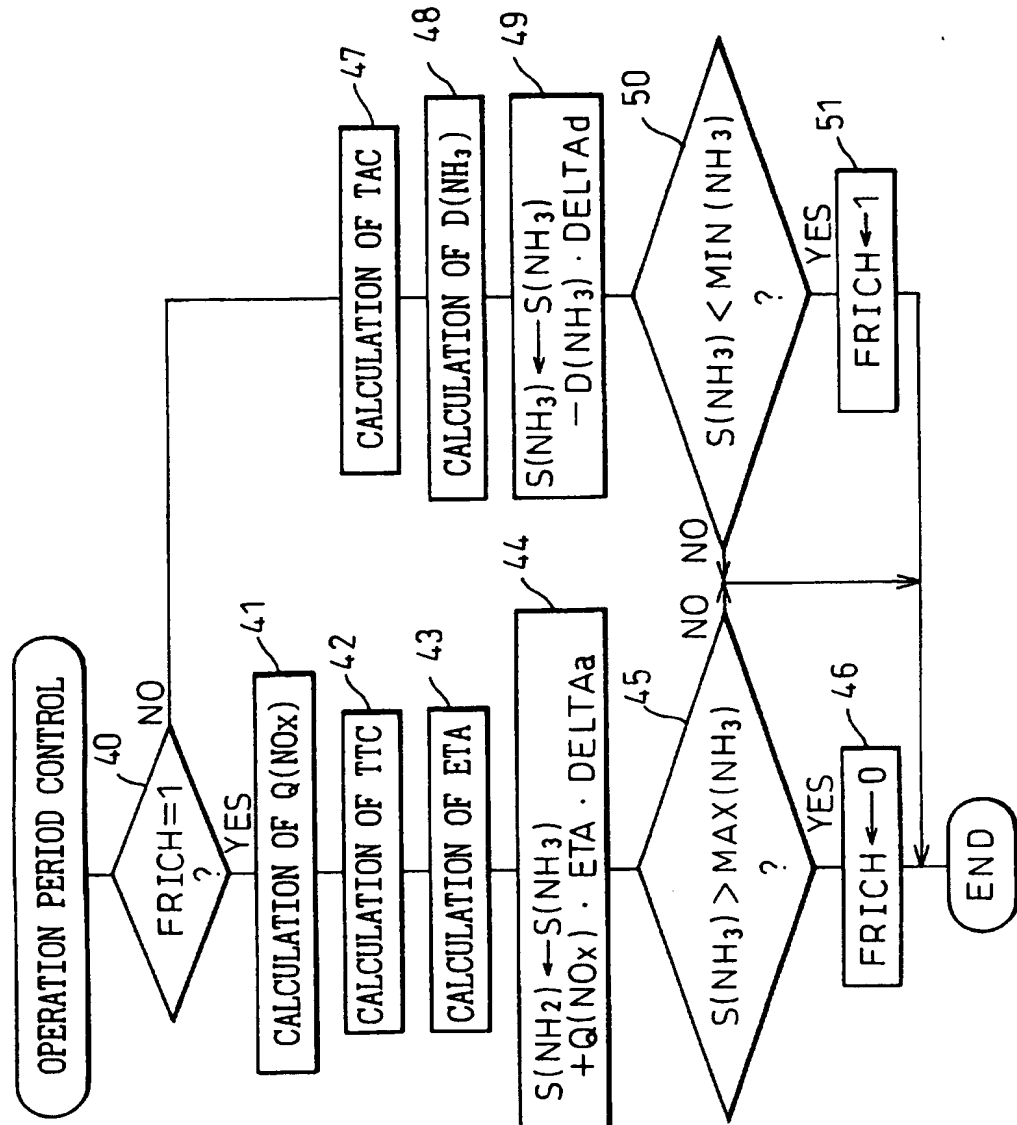 OPERATION PERIOD CONTROL
40
FRICH=1
?
NO
YES
41
CALCULATION OF Q(NOx)
42
CALCULATION OF TTC
43
CALCULATION OF ETA
44
S(NH₂)←S(NH₃)
+Q(NOx)·ETA·DELTAa
45
S(NH₃)>MAX(NH₃)
?
NO
YES
46
FRICH←0
47
CALCULATION OF TAC
48
CALCULATION OF D(NH₃)
49
S(NH₃)←S(NH₃)
−D(NH₃)·DELTAd
50
S(NH₃)<MIN(NH₃)
?
NO
YES
51
FRICH←1
END